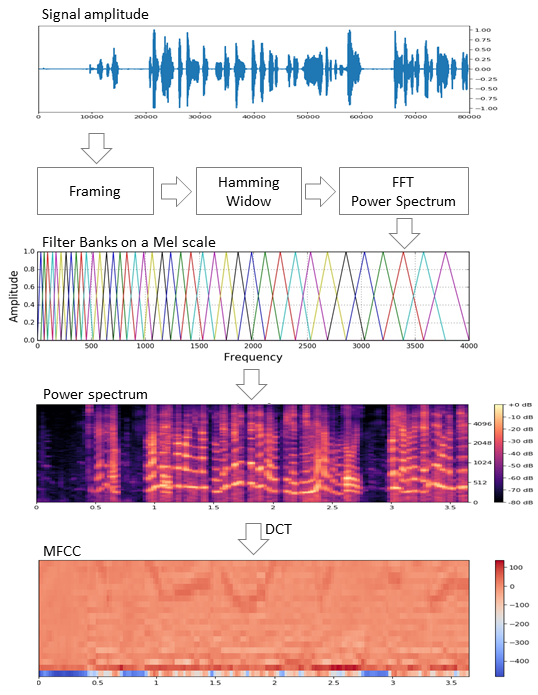 Signal amplitude
1.00
0.75
0.50
0.25
0.00
−0.25
−0.50
−0.75
−1.00
0 10000 20000 30000 40000 50000 60000 70000 80000
Framing
Hamming
Widow
FFT
Power Spectrum
Filter Banks on a Mel scale
Amplitude
1.0
0.8
0.6
0.4
0.2
0.0
0 500 1000 1500 2000 2500 3000 3500 4000
Frequency
Power spectrum
4096
2048
1024
512
0
+0 dB
-10 dB
-20 dB
-30 dB
-40 dB
-50 dB
-60 dB
-70 dB
-80 dB
0 0.5 1 1.5 2 2.5 3 3.5
DCT
MFCC
100
0
−100
−200
−300
−400
0 0.5 1 1.5 2 2.5 3 3.5